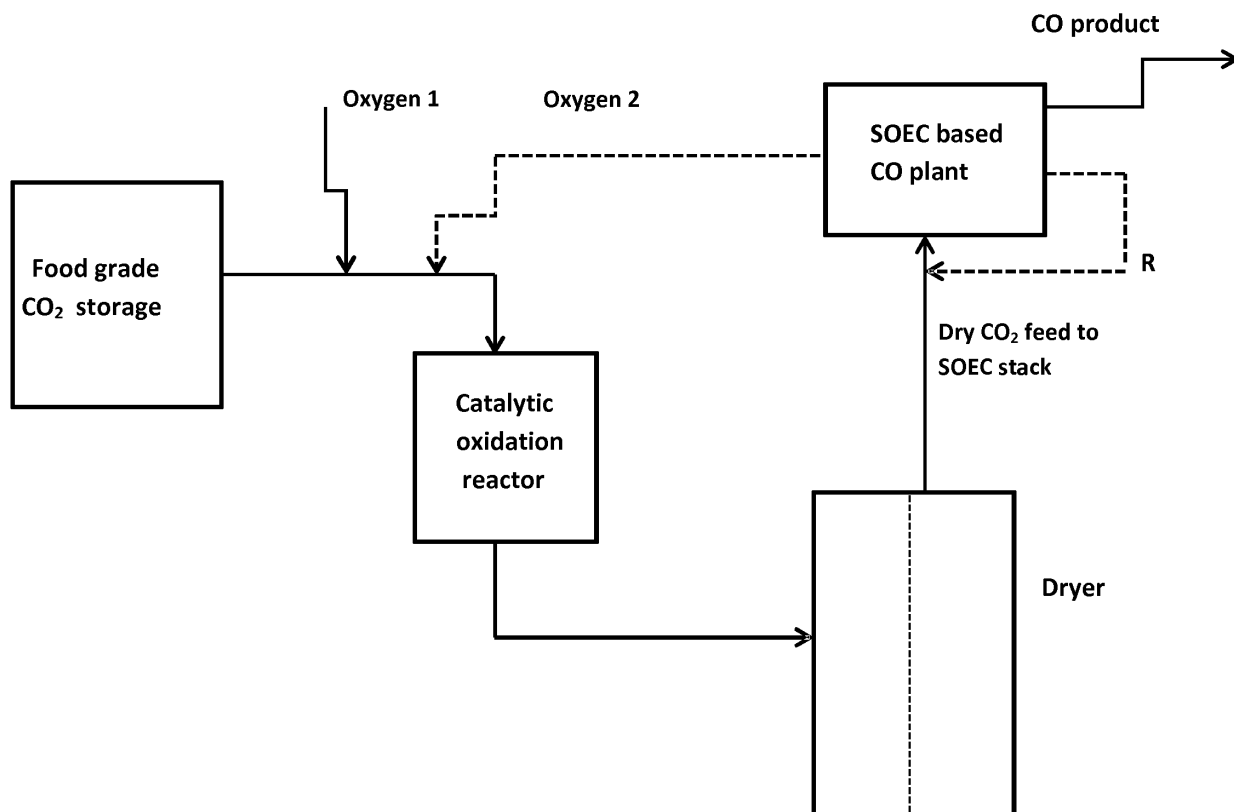 CO product
Oxygen 1
Oxygen 2
SOEC based
CO plant
Food grade
CO₂ storage
R
Dry CO₂ feed to
SOEC stack
Catalytic
oxidation
reactor
Dryer